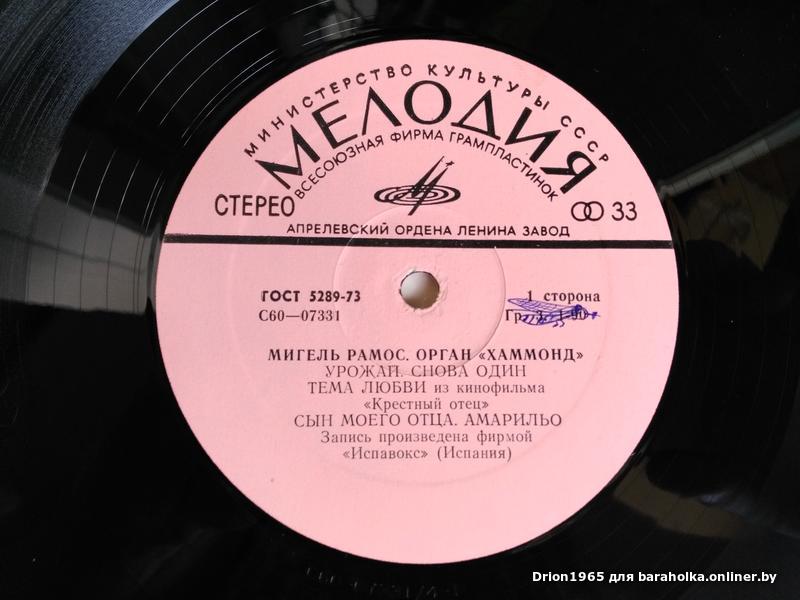 МИНИСТЕРСТВО КУЛЬТУРЫ СССР
МЕЛОДИЯ
ВСЕСОЮЗНАЯ ФИРМА ГРАМПЛАСТИНОК
СТЕРЕО
33
АПРЕЛЕВСКИЙ ОРДЕНА ЛЕНИНА ЗАВОД
ГОСТ 5289-73
1 сторона
С60—07331
Гр.
МИГЕЛЬ РАМОС. ОРГАН «ХАММОНД»
УРОЖАЙ. СНОВА ОДИН
ТЕМА ЛЮБВИ из кинофильма
«Крестный отец»
СЫН МОЕГО ОТЦА. АМАРИЛЬО
Запись произведена фирмой
«Испавокс» (Испания)
Drion1965 для baraholka.onliner.by